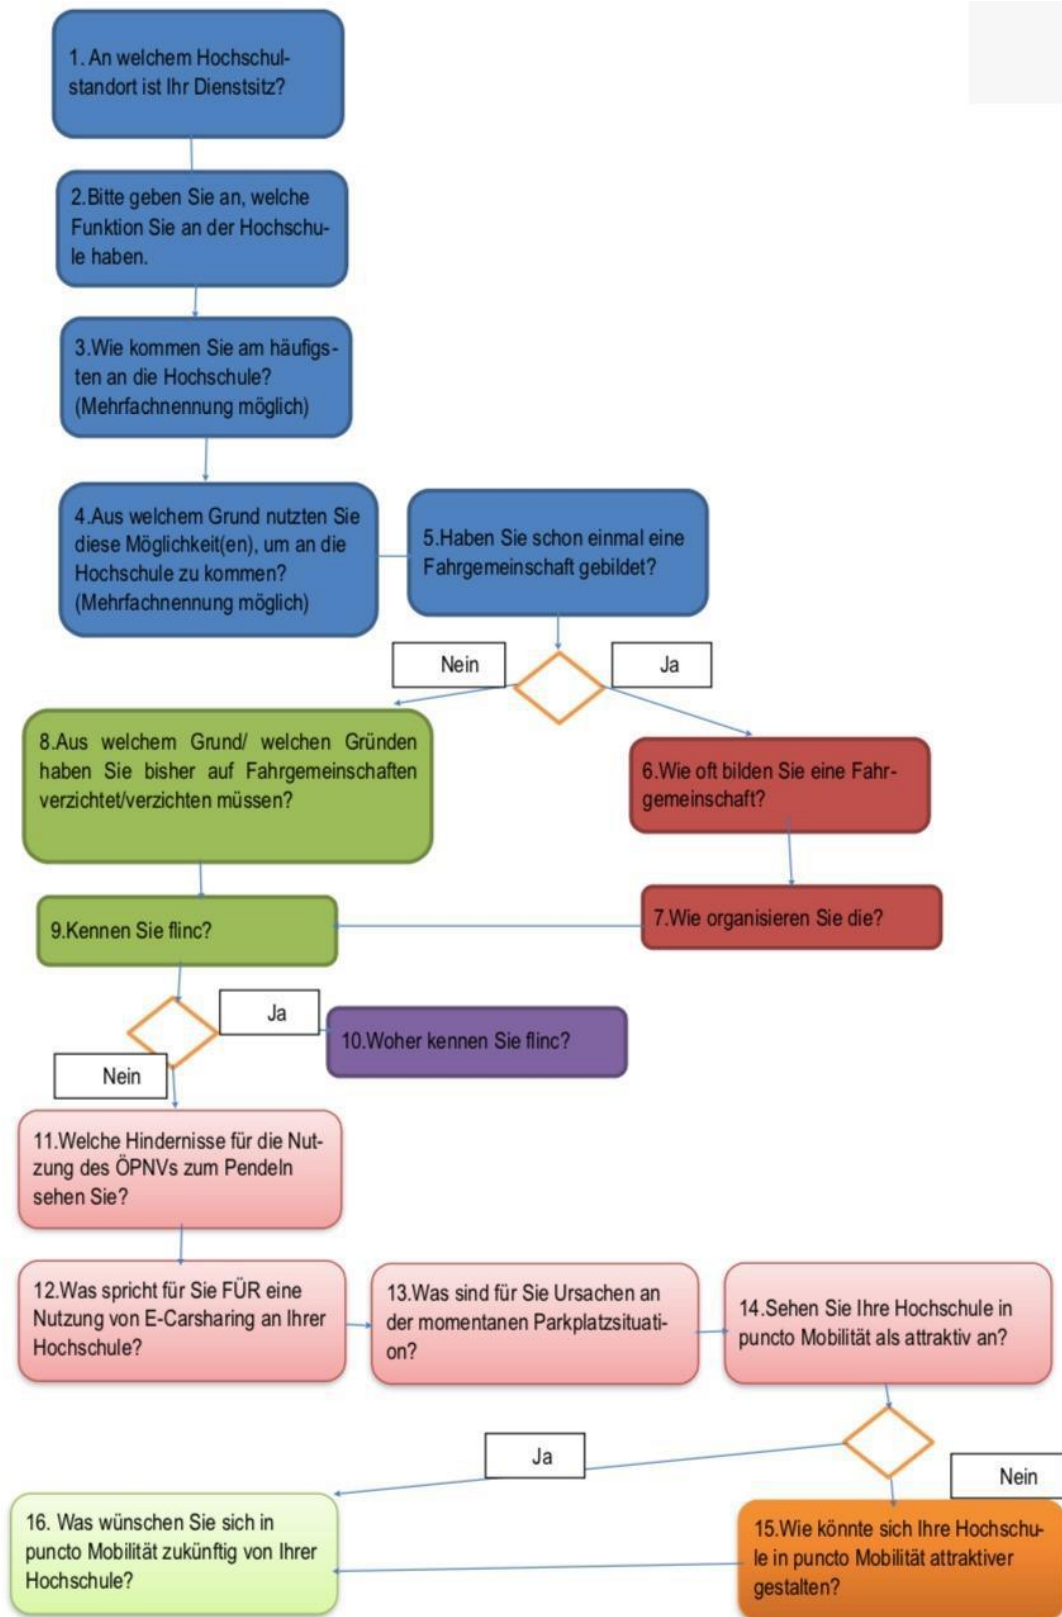 1. An welchem Hochschul-
standort ist Ihr Dienstsitz?
2.Bitte geben Sie an, welche
Funktion Sie an der Hochschu-
le haben.
3.Wie kommen Sie am häufigs-
ten an die Hochschule?
(Mehrfachnennung möglich)
4.Aus welchem Grund nutzten Sie
diese Möglichkeit(en), um an die
Hochschule zu kommen?
(Mehrfachnennung möglich)
5.Haben Sie schon einmal eine
Fahrgemeinschaft gebildet?
Nein
Ja
8.Aus welchem Grund/ welchen Gründen
haben Sie bisher auf Fahrgemeinschaften
verzichtet/verzichten müssen?
6.Wie oft bilden Sie eine Fahr-
gemeinschaft?
7.Wie organisieren Sie die?
9.Kennen Sie flinc?
Ja
10.Woher kennen Sie flinc?
Nein
11.Welche Hindernisse für die Nut-
zung des ÖPNVs zum Pendeln
sehen Sie?
12.Was spricht für Sie FÜR eine
Nutzung von E-Carsharing an Ihrer
Hochschule?
13.Was sind für Sie Ursachen an
der momentanen Parkplatzsituati-
on?
14.Sehen Sie Ihre Hochschule in
puncto Mobilität als attraktiv an?
Ja
Nein
16. Was wünschen Sie sich in
puncto Mobilität zukünftig von Ihrer
Hochschule?
15.Wie könnte sich Ihre Hochschu-
le in puncto Mobilität attraktiver
gestalten?